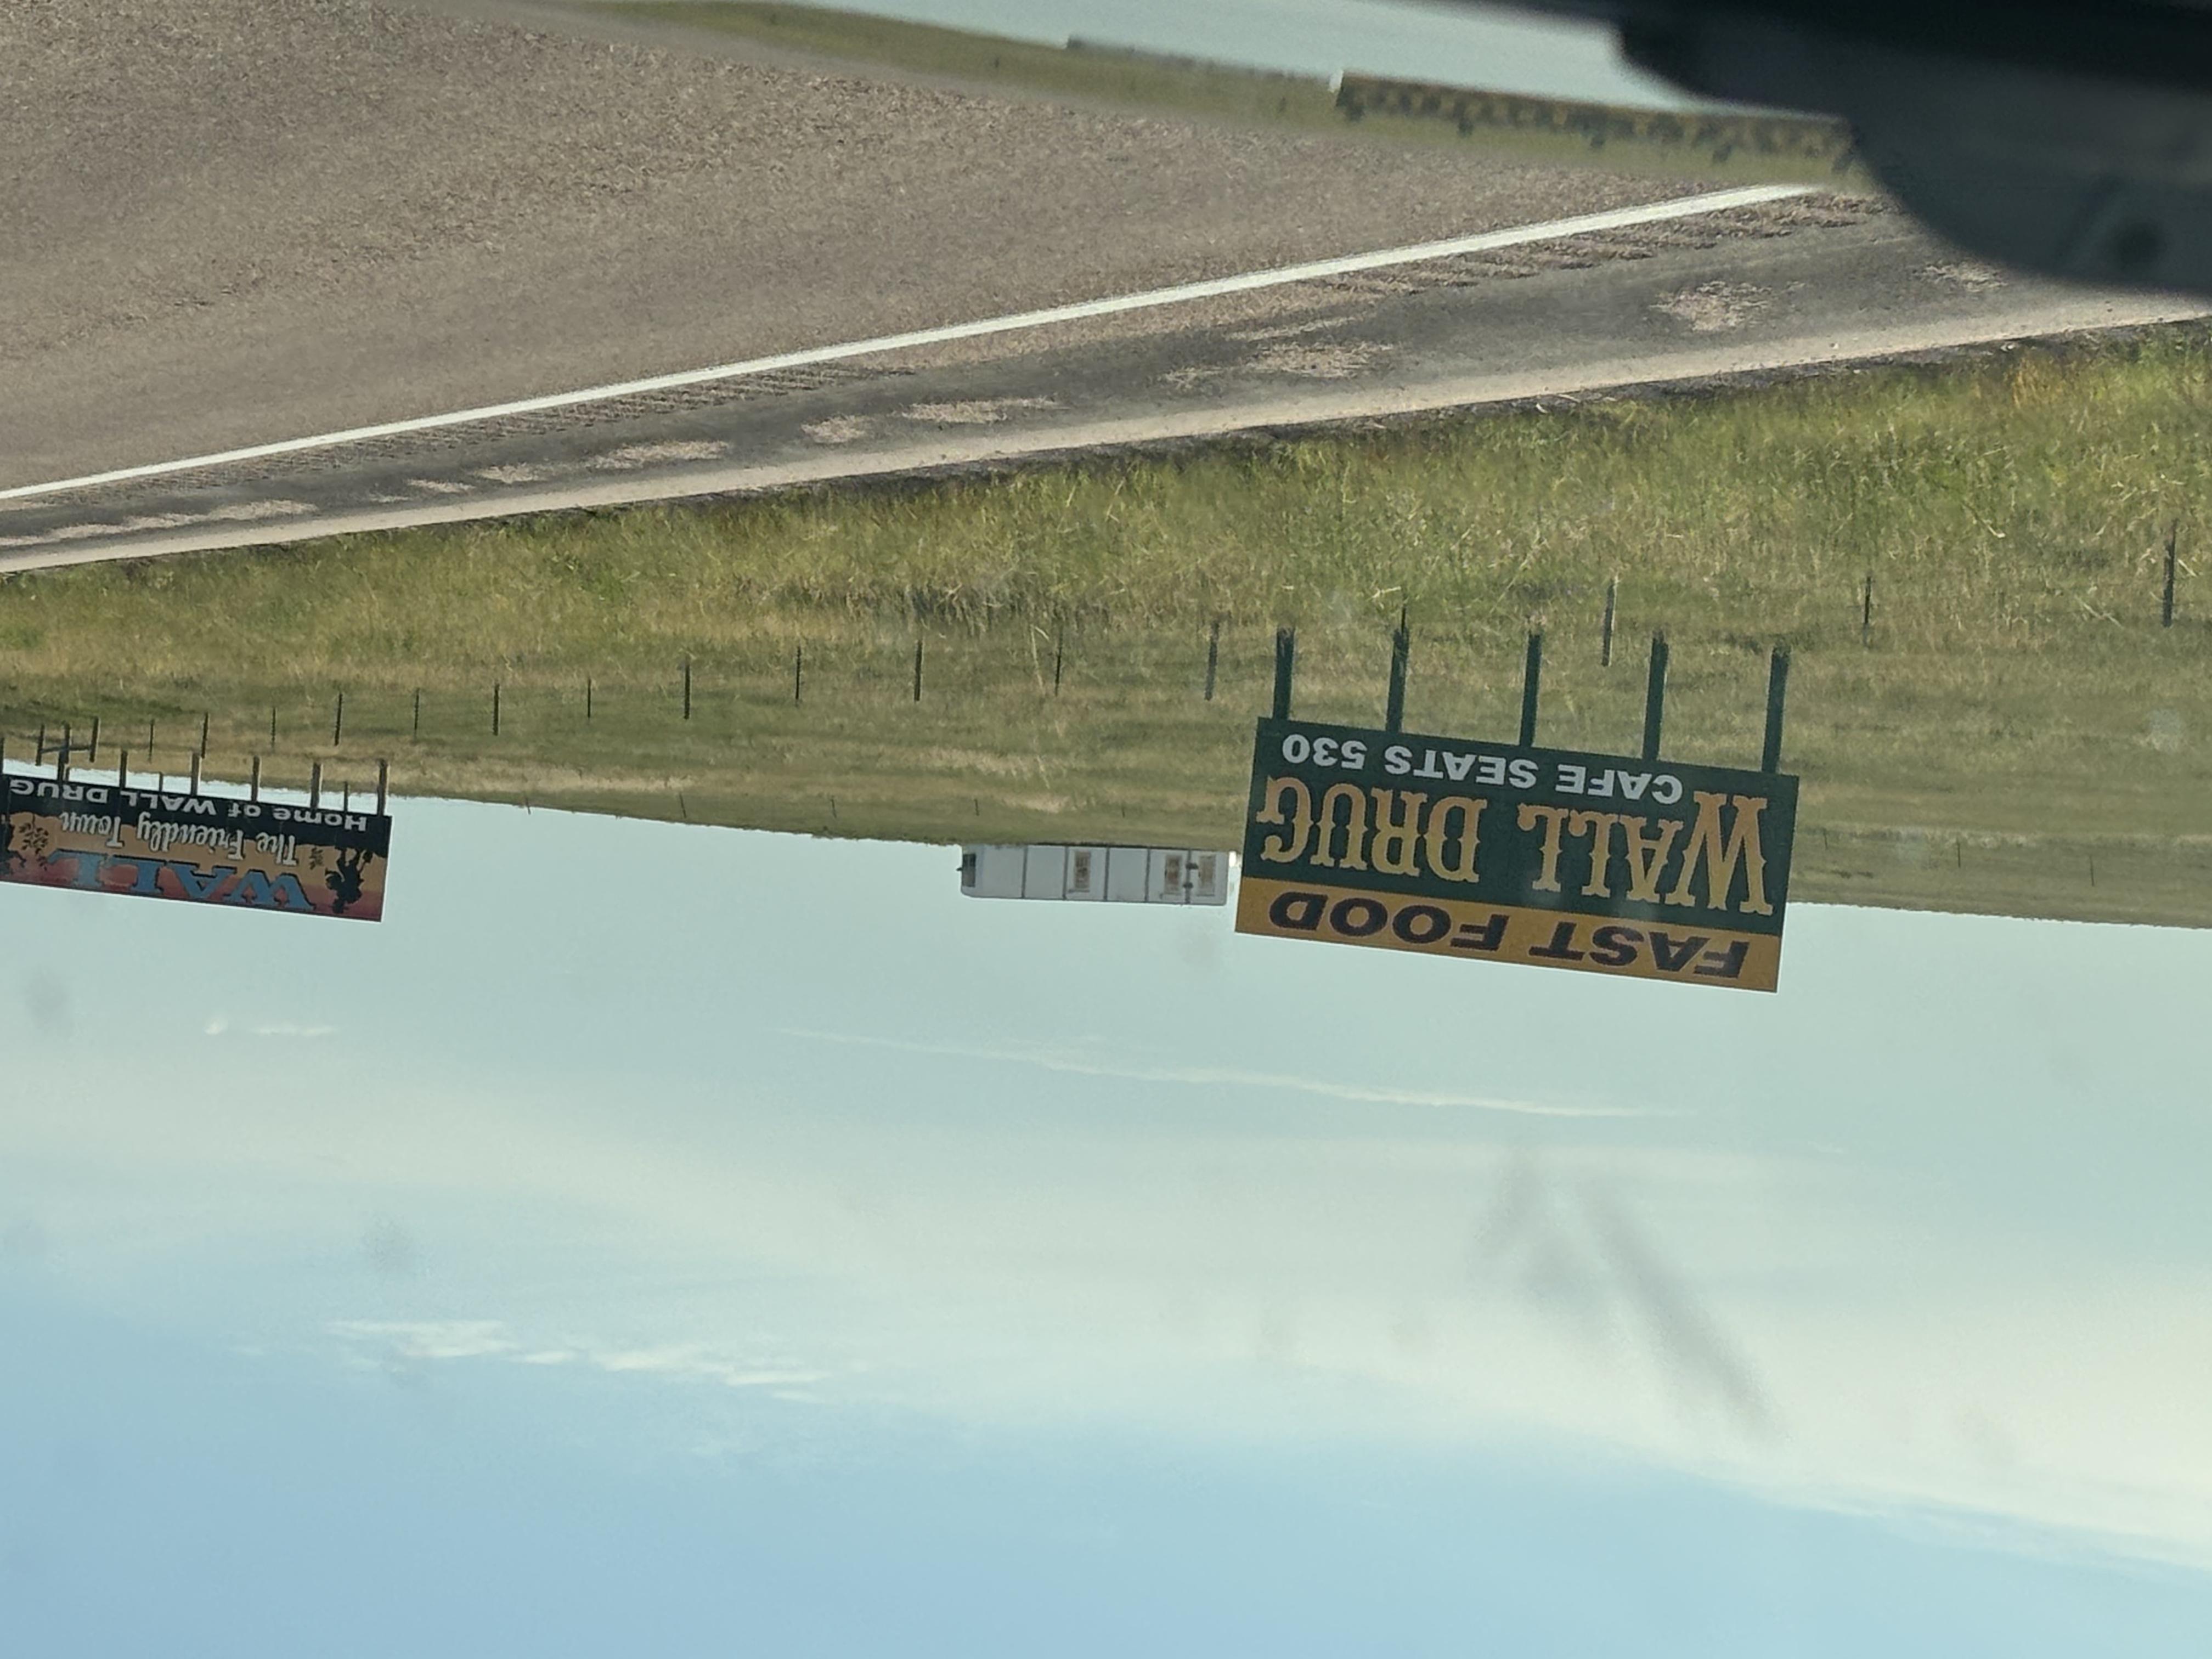 FAST FOOD
WALL DRUG
CAFE SEATS 530
WALL
The Friendly Town
Home of WALL DRUG